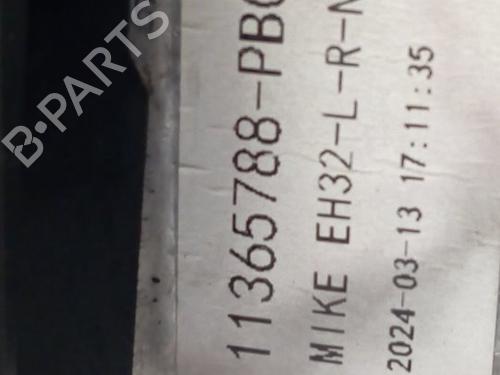 B-PARTS
11365788-PB
MIKE EH32-L-R-N
2024-03-13 17:11:35